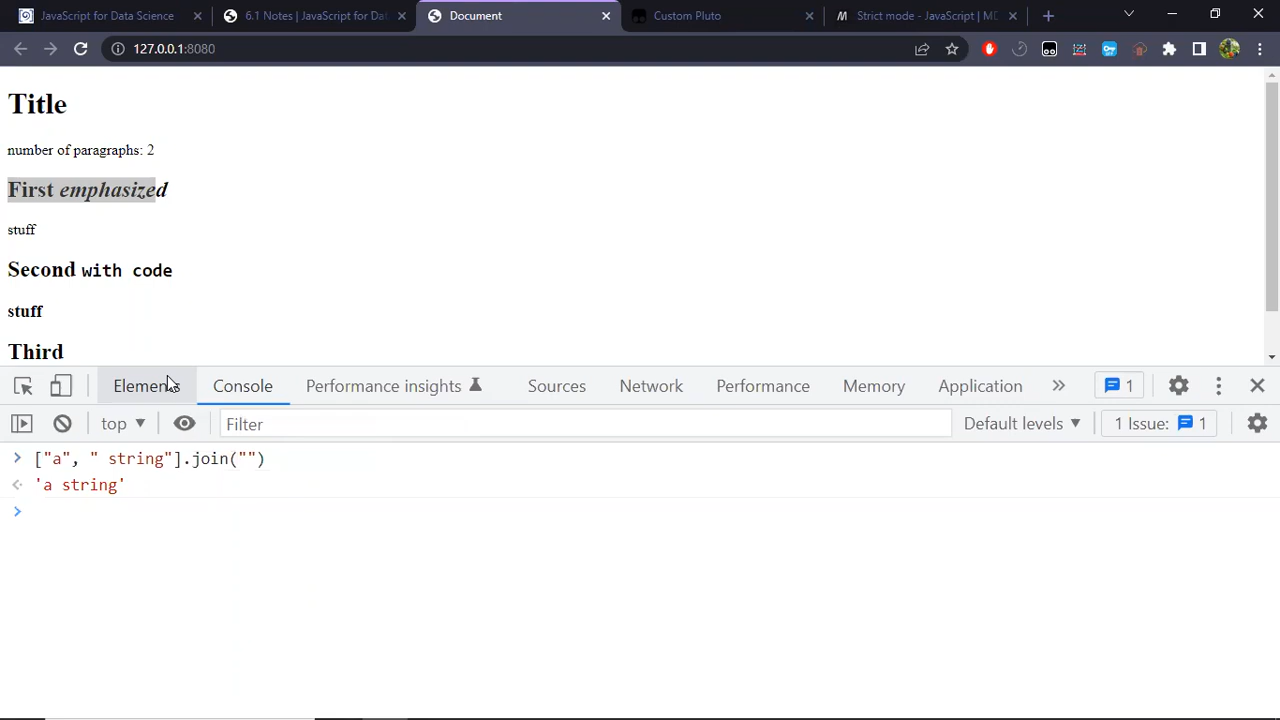 JavaScript for Data Science
6.1 Notes | JavaScript for Dat
Document
Custom Pluto
Strict mode - JavaScript | MD
127.0.0.1:8080
Title
number of paragraphs: 2
First emphasized
stuff
Second with code
stuff
Third
Elements
Console
Performance insights
Sources
Network
Performance
Memory
Application
1
top
Filter
Default levels
1 Issue:
1
["a", " string"].join("")
'a string'